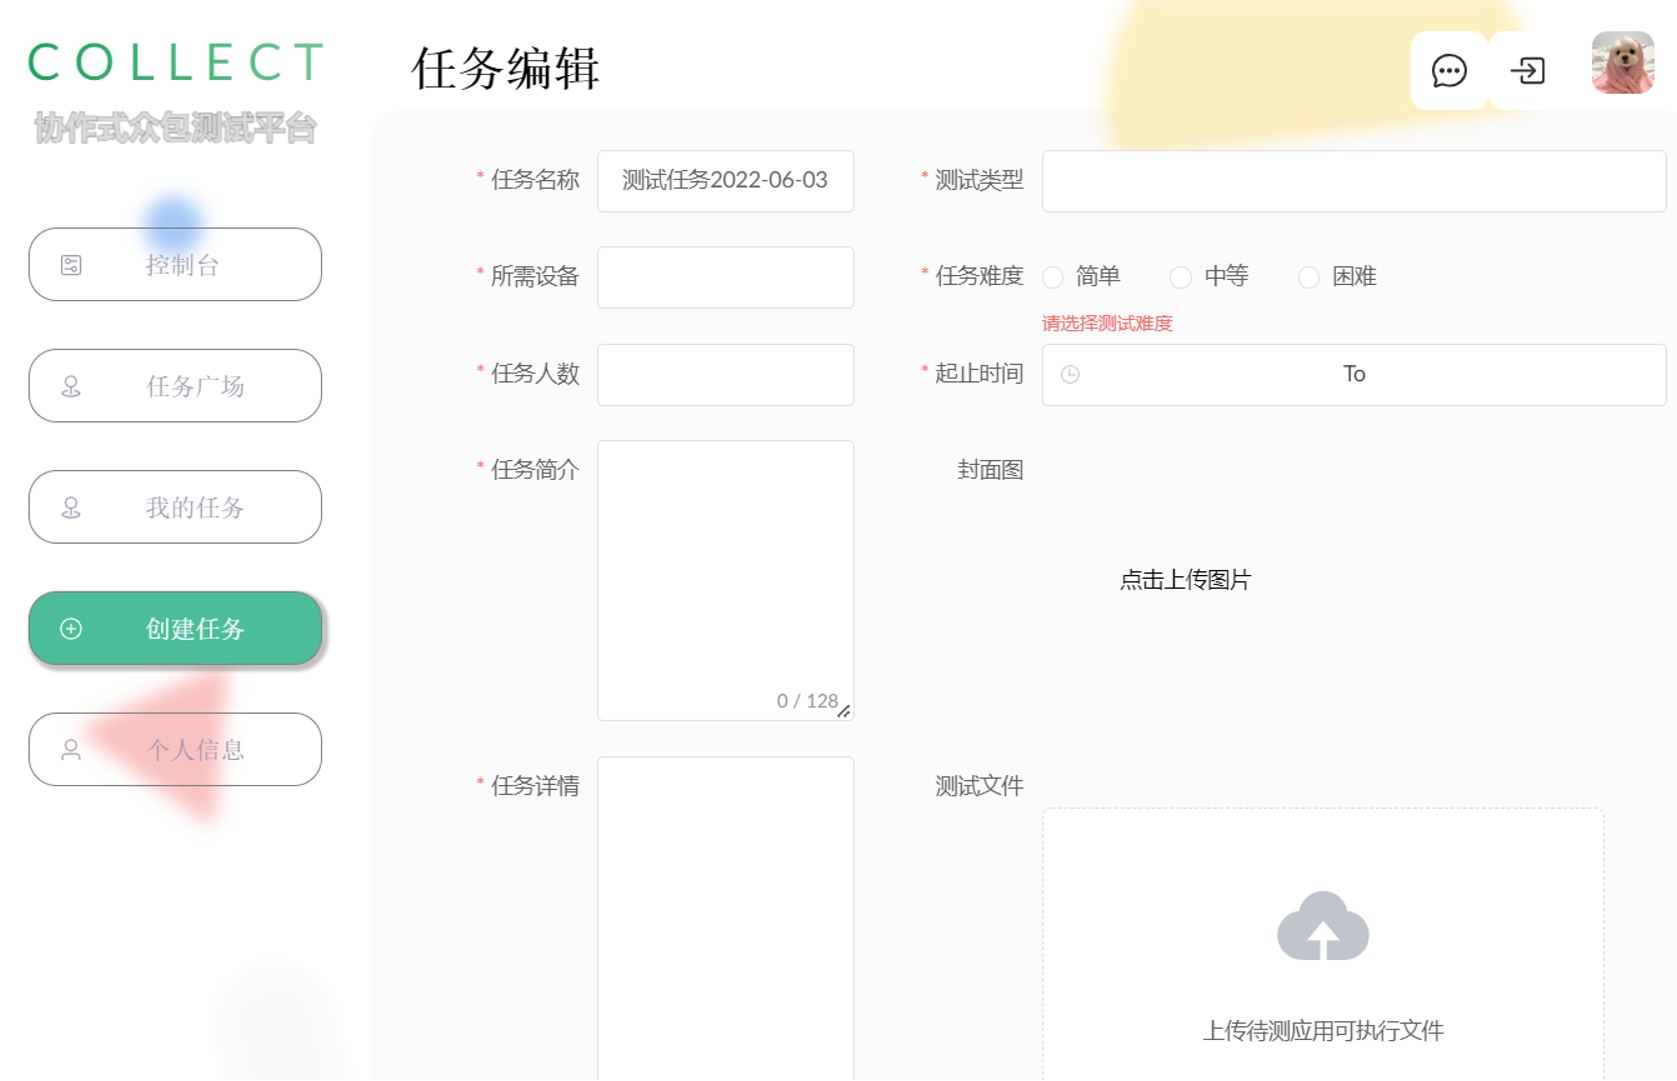 COLLECT
协作式众包测试平台
控制台
任务广场
我的任务
创建任务
个人信息
任务编辑
* 任务名称 测试任务2022-06-03
* 测试类型
* 所需设备
* 任务难度 简单 中等 困难
请选择测试难度
* 任务人数
* 起止时间 To
* 任务简介
0 / 128
封面图
点击上传图片
* 任务详情
测试文件
上传待测应用可执行文件